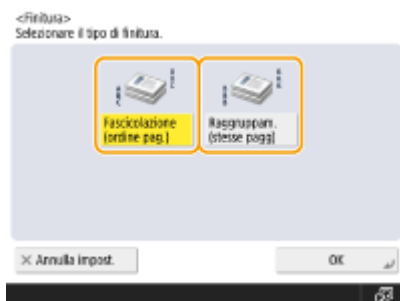 <Finitura>
Selezionare il tipo di finitura.
Fascicolazione
(ordine pag.)
Raggruppam.
(stesse pagg)
× Annulla impost.
OK